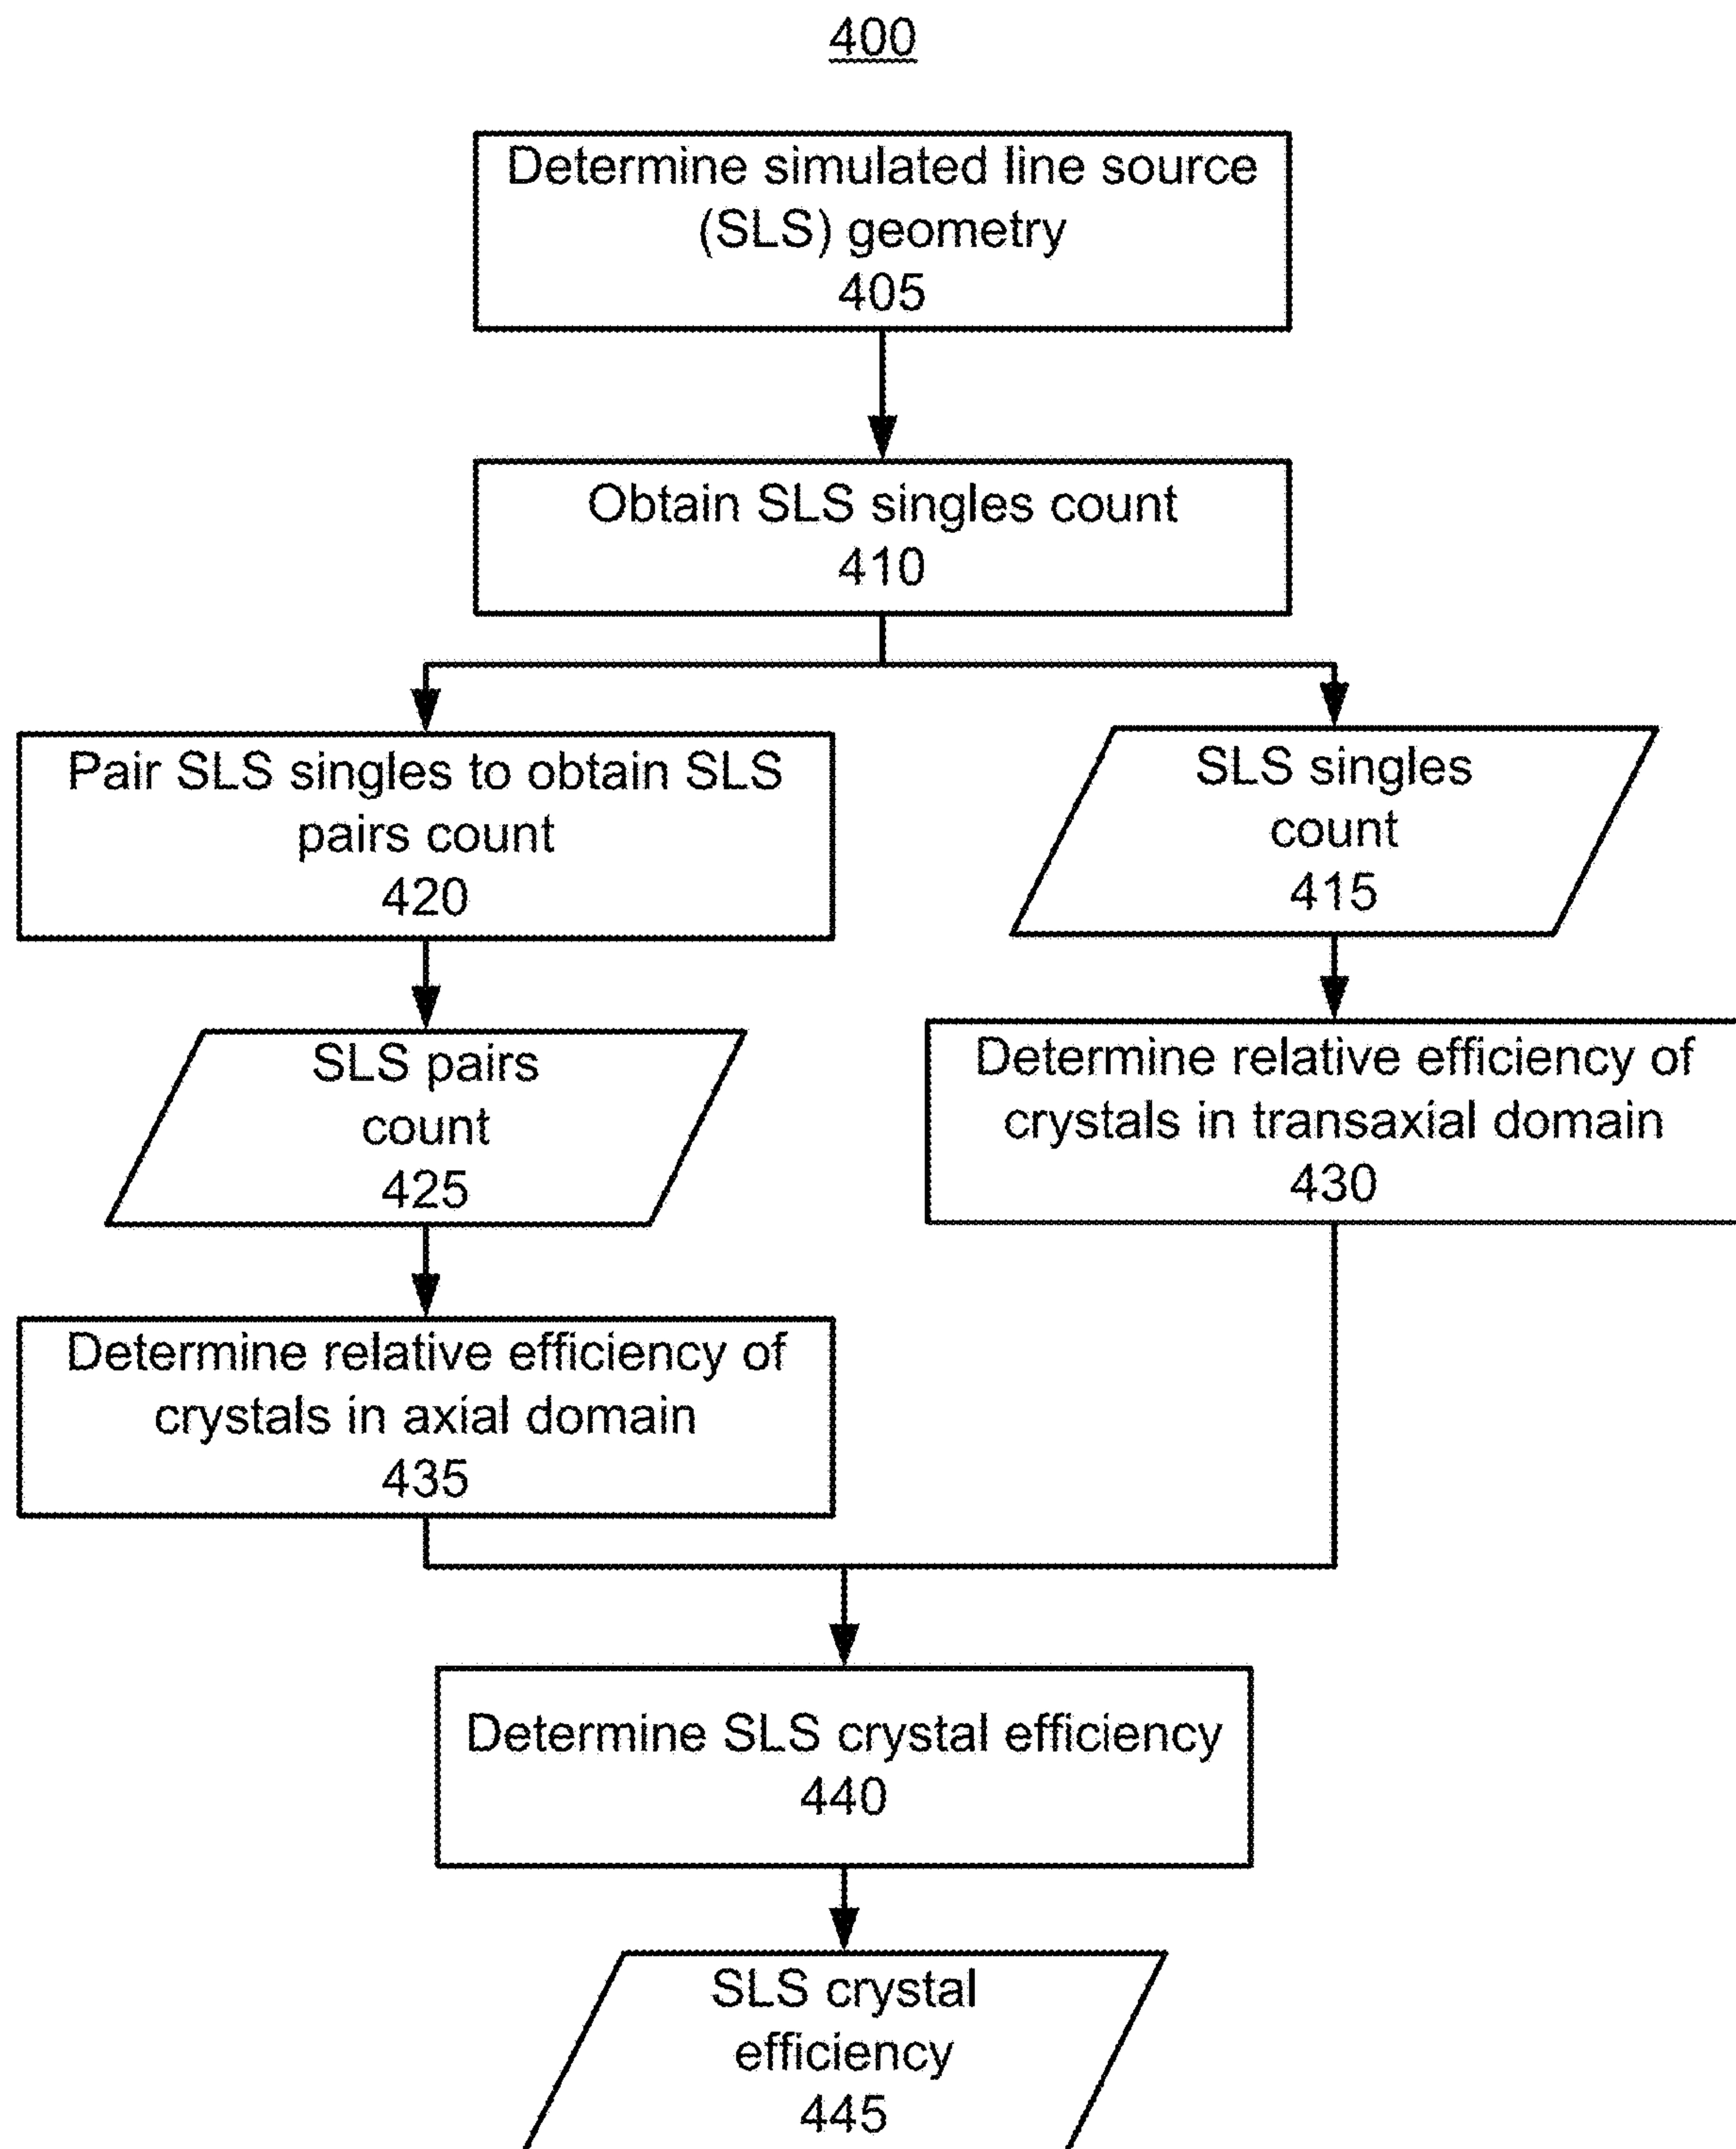 400
Determine simulated line source
(SLS) geometry
405
Obtain SLS singles count
410
Pair SLS singles to obtain SLS
pairs count
420
SLS singles
count
415
SLS pairs
count
425
Determine relative efficiency of
crystals in transaxial domain
430
Determine relative efficiency of
crystals in axial domain
435
Determine SLS crystal efficiency
440
SLS crystal
efficiency
445